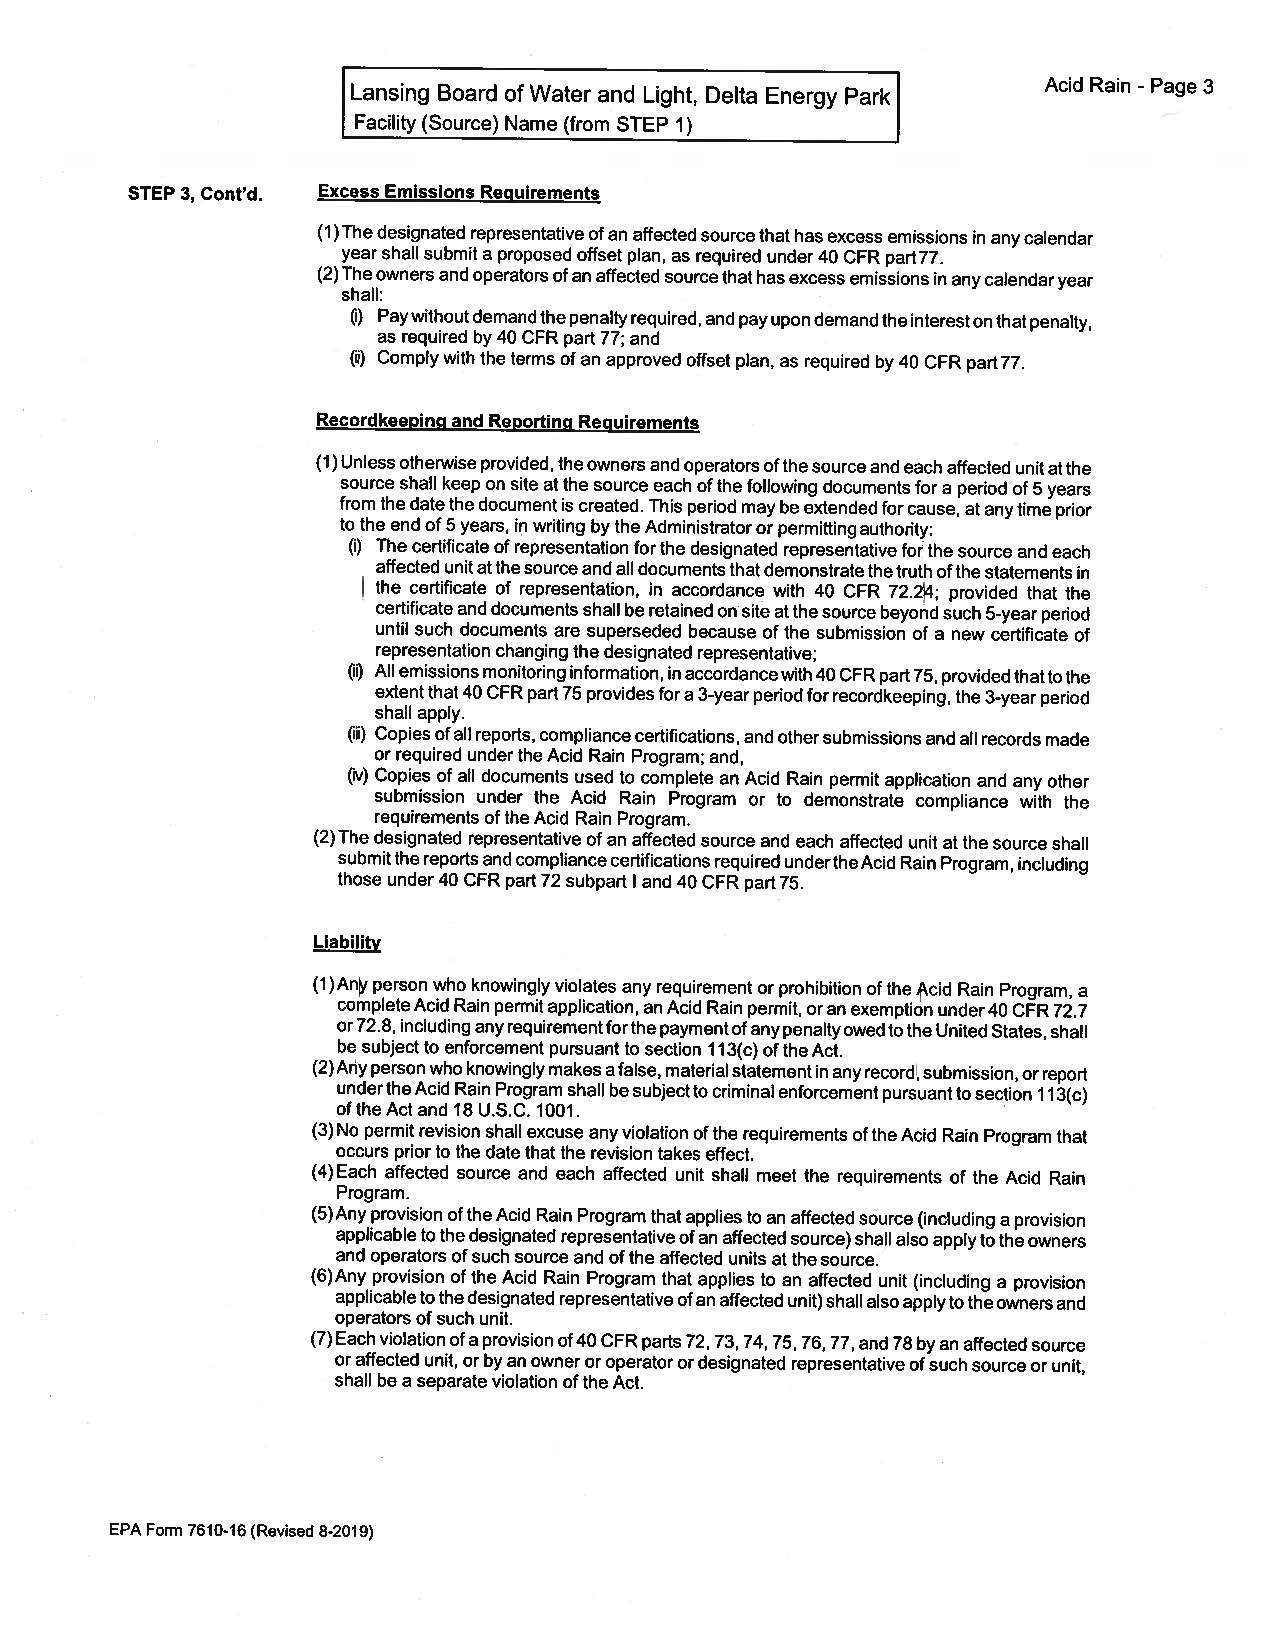 Lansing Board of Water and Light, Delta Energy Park
Facility (Source) Name (from STEP 1)
Acid Rain - Page 3
STEP 3, Cont'd.
Excess Emissions Requirements
(1) The designated representative of an affected source that has excess emissions in any calendar
year shall submit a proposed offset plan, as required under 40 CFR part 77.
(2) The owners and operators of an affected source that has excess emissions in any calendar year
shall:
(i) Pay without demand the penalty required, and pay upon demand the interest on that penalty,
as required by 40 CFR part 77; and
(ii) Comply with the terms of an approved offset plan, as required by 40 CFR part 77.
Recordkeeping and Reporting Requirements
(1) Unless otherwise provided, the owners and operators of the source and each affected unit at the
source shall keep on site at the source each of the following documents for a period of 5 years
from the date the document is created. This period may be extended for cause, at any time prior
to the end of 5 years, in writing by the Administrator or permitting authority:
(i) The certificate of representation for the designated representative for the source and each
affected unit at the source and all documents that demonstrate the truth of the statements in
the certificate of representation, in accordance with 40 CFR 72.24; provided that the
certificate and documents shall be retained on site at the source beyond such 5-year period
until such documents are superseded because of the submission of a new certificate of
representation changing the designated representative;
(ii) All emissions monitoring information, in accordance with 40 CFR part 75, provided that to the
extent that 40 CFR part 75 provides for a 3-year period for recordkeeping, the 3-year period
shall apply.
(iii) Copies of all reports, compliance certifications, and other submissions and all records made
or required under the Acid Rain Program; and,
(iv) Copies of all documents used to complete an Acid Rain permit application and any other
submission under the Acid Rain Program or to demonstrate compliance with the
requirements of the Acid Rain Program.
(2) The designated representative of an affected source and each affected unit at the source shall
submit the reports and compliance certifications required under the Acid Rain Program, including
those under 40 CFR part 72 subpart I and 40 CFR part 75.
Liability
(1) Any person who knowingly violates any requirement or prohibition of the Acid Rain Program, a
complete Acid Rain permit application, an Acid Rain permit, or an exemption under 40 CFR 72.7
or 72.8, including any requirement for the payment of any penalty owed to the United States, shall
be subject to enforcement pursuant to section 113(c) of the Act.
(2) Any person who knowingly makes a false, material statement in any record, submission, or report
under the Acid Rain Program shall be subject to criminal enforcement pursuant to section 113(c)
of the Act and 18 U.S.C. 1001.
(3) No permit revision shall excuse any violation of the requirements of the Acid Rain Program that
occurs prior to the date that the revision takes effect.
(4) Each affected source and each affected unit shall meet the requirements of the Acid Rain
Program.
(5) Any provision of the Acid Rain Program that applies to an affected source (including a provision
applicable to the designated representative of an affected source) shall also apply to the owners
and operators of such source and of the affected units at the source.
(6) Any provision of the Acid Rain Program that applies to an affected unit (including a provision
applicable to the designated representative of an affected unit) shall also apply to the owners and
operators of such unit.
(7) Each violation of a provision of 40 CFR parts 72, 73, 74, 75, 76, 77, and 78 by an affected source
or affected unit, or by an owner or operator or designated representative of such source or unit,
shall be a separate violation of the Act.
EPA Form 7610-16 (Revised 8-2019)